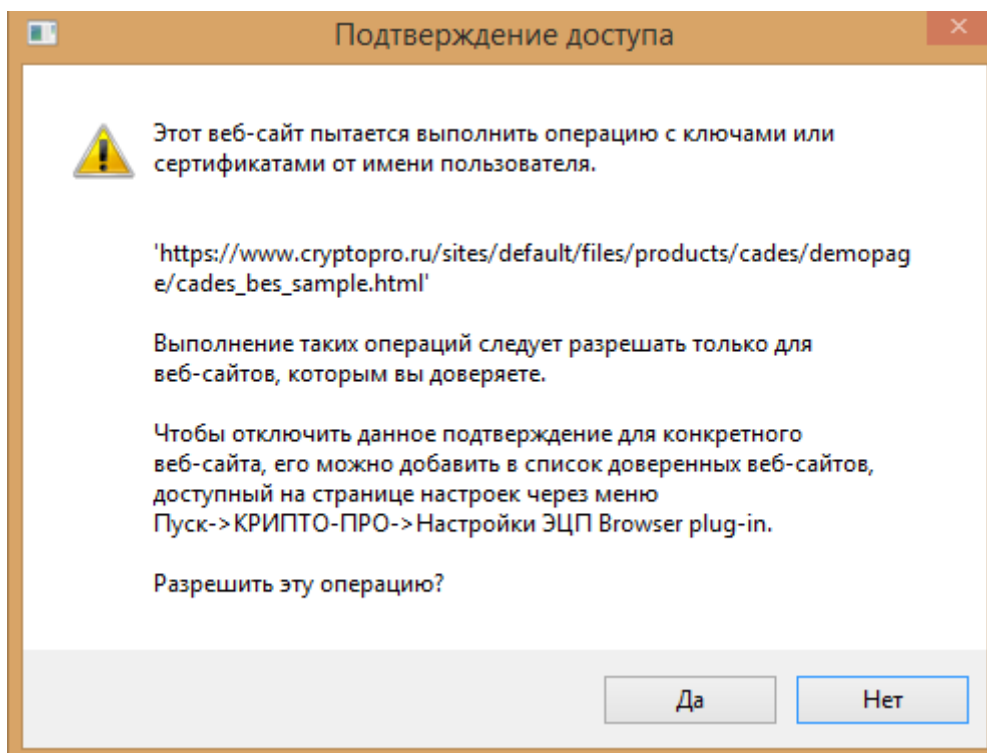 Подтверждение доступа
Этот веб-сайт пытается выполнить операцию с ключами или
сертификатами от имени пользователя.
'https://www.cryptopro.ru/sites/default/files/products/cades/demopag
e/cades_bes_sample.html'
Выполнение таких операций следует разрешать только для
веб-сайтов, которым вы доверяете.
Чтобы отключить данное подтверждение для конкретного
веб-сайта, его можно добавить в список доверенных веб-сайтов,
доступный на странице настроек через меню
Пуск->КРИПТО-ПРО->Настройки ЭЦП Browser plug-in.
Разрешить эту операцию?
Да
Нет